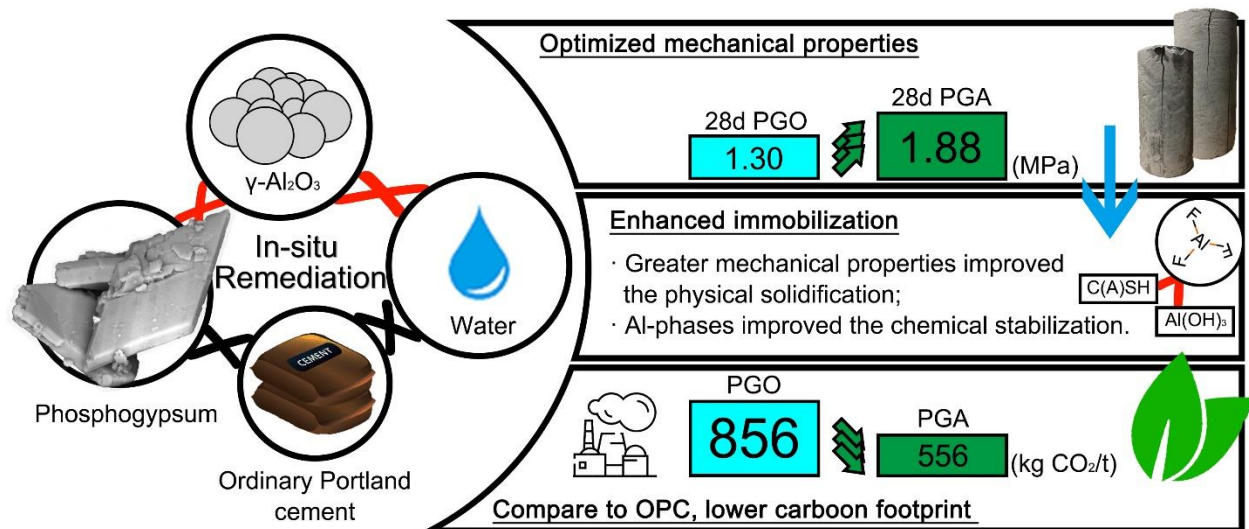 γ-Al₂O₃
In-situ
Remediation
Water
Phosphogypsum
CEMENT
Ordinary Portland
cement
Optimized mechanical properties
28d PGO
1.30
28d PGA
1.88
(MPa)
Enhanced immobilization
· Greater mechanical properties improved
the physical solidification;
· Al-phases improved the chemical stabilization.
F
Al
F
F
C(A)SH
Al(OH)₃
PGO
856
PGA
556
(kg CO₂/t)
Compare to OPC, lower carboon footprint